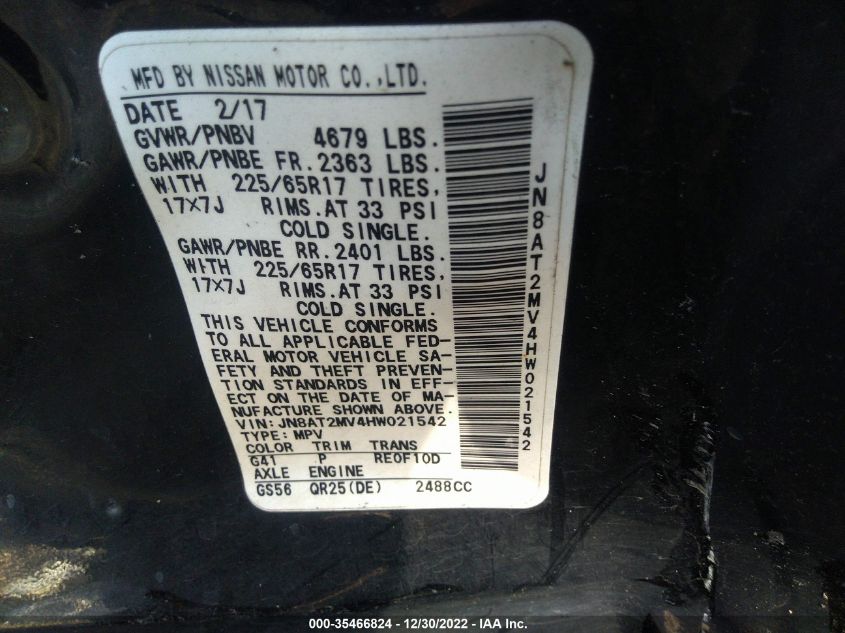 MFD BY NISSAN MOTOR CO.,LTD.
DATE 2/17
GVWR/PNBV 4679 LBS.
GAWR/PNBE FR. 2363 LBS.
WITH 225/65R17 TIRES,
17X7J RIMS.AT 33 PSI
COLD SINGLE.
GAWR/PNBE RR. 2401 LBS.
WITH 225/65R17 TIRES,
17X7J RIMS.AT 33 PSI
COLD SINGLE.
THIS VEHICLE CONFORMS
TO ALL APPLICABLE FED-
ERAL MOTOR VEHICLE SA-
FETY AND THEFT PREVEN-
TION STANDARDS IN EFF-
ECT ON THE DATE OF MA-
NUFACTURE SHOWN ABOVE.
VIN: JN8AT2MV4HW021542
TYPE: MPV
COLOR TRIM TRANS
G41 P RE0F10D
AXLE ENGINE
GS56 QR25(DE) 2488CC
JN8AT2MV4HW021542
000-35466824 - 12/30/2022 - IAA Inc.